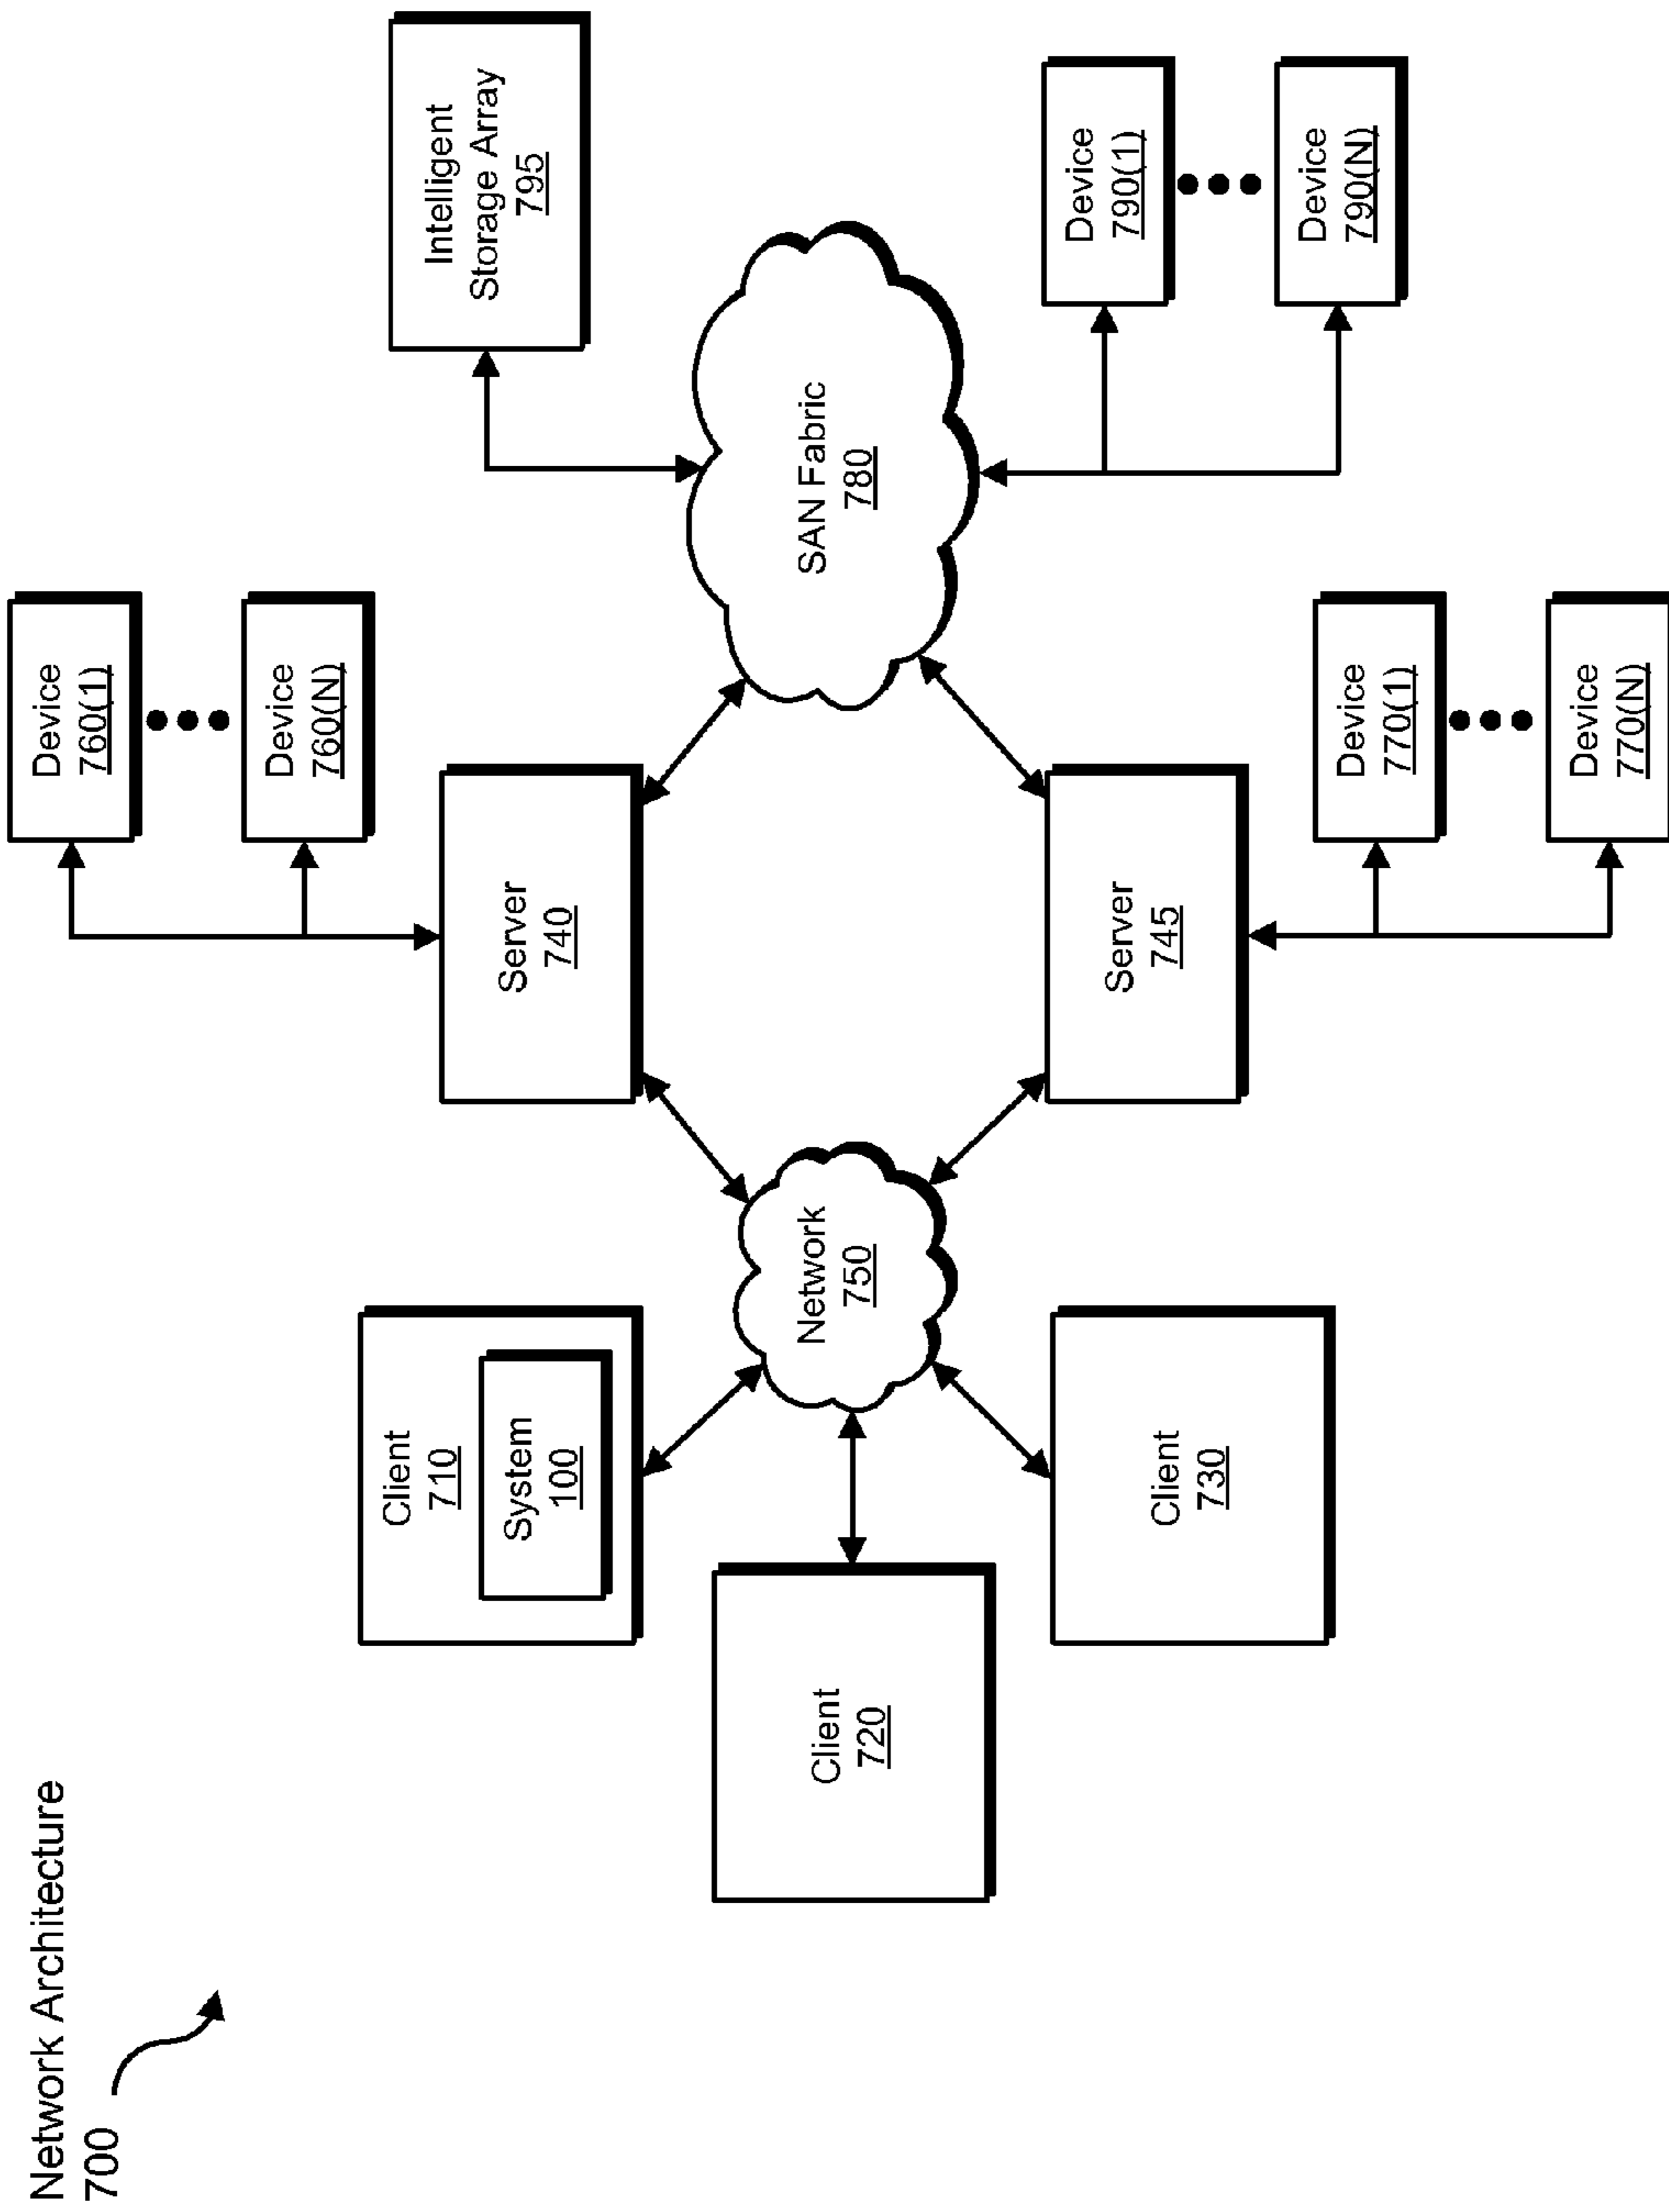 Network Architecture
700
Client
710
System
100
Client
720
Client
730
Network
750
Server
740
Server
745
Device
760(1)
Device
760(N)
Device
770(1)
Device
770(N)
SAN Fabric
780
Intelligent
Storage Array
795
Device
790(1)
Device
790(N)